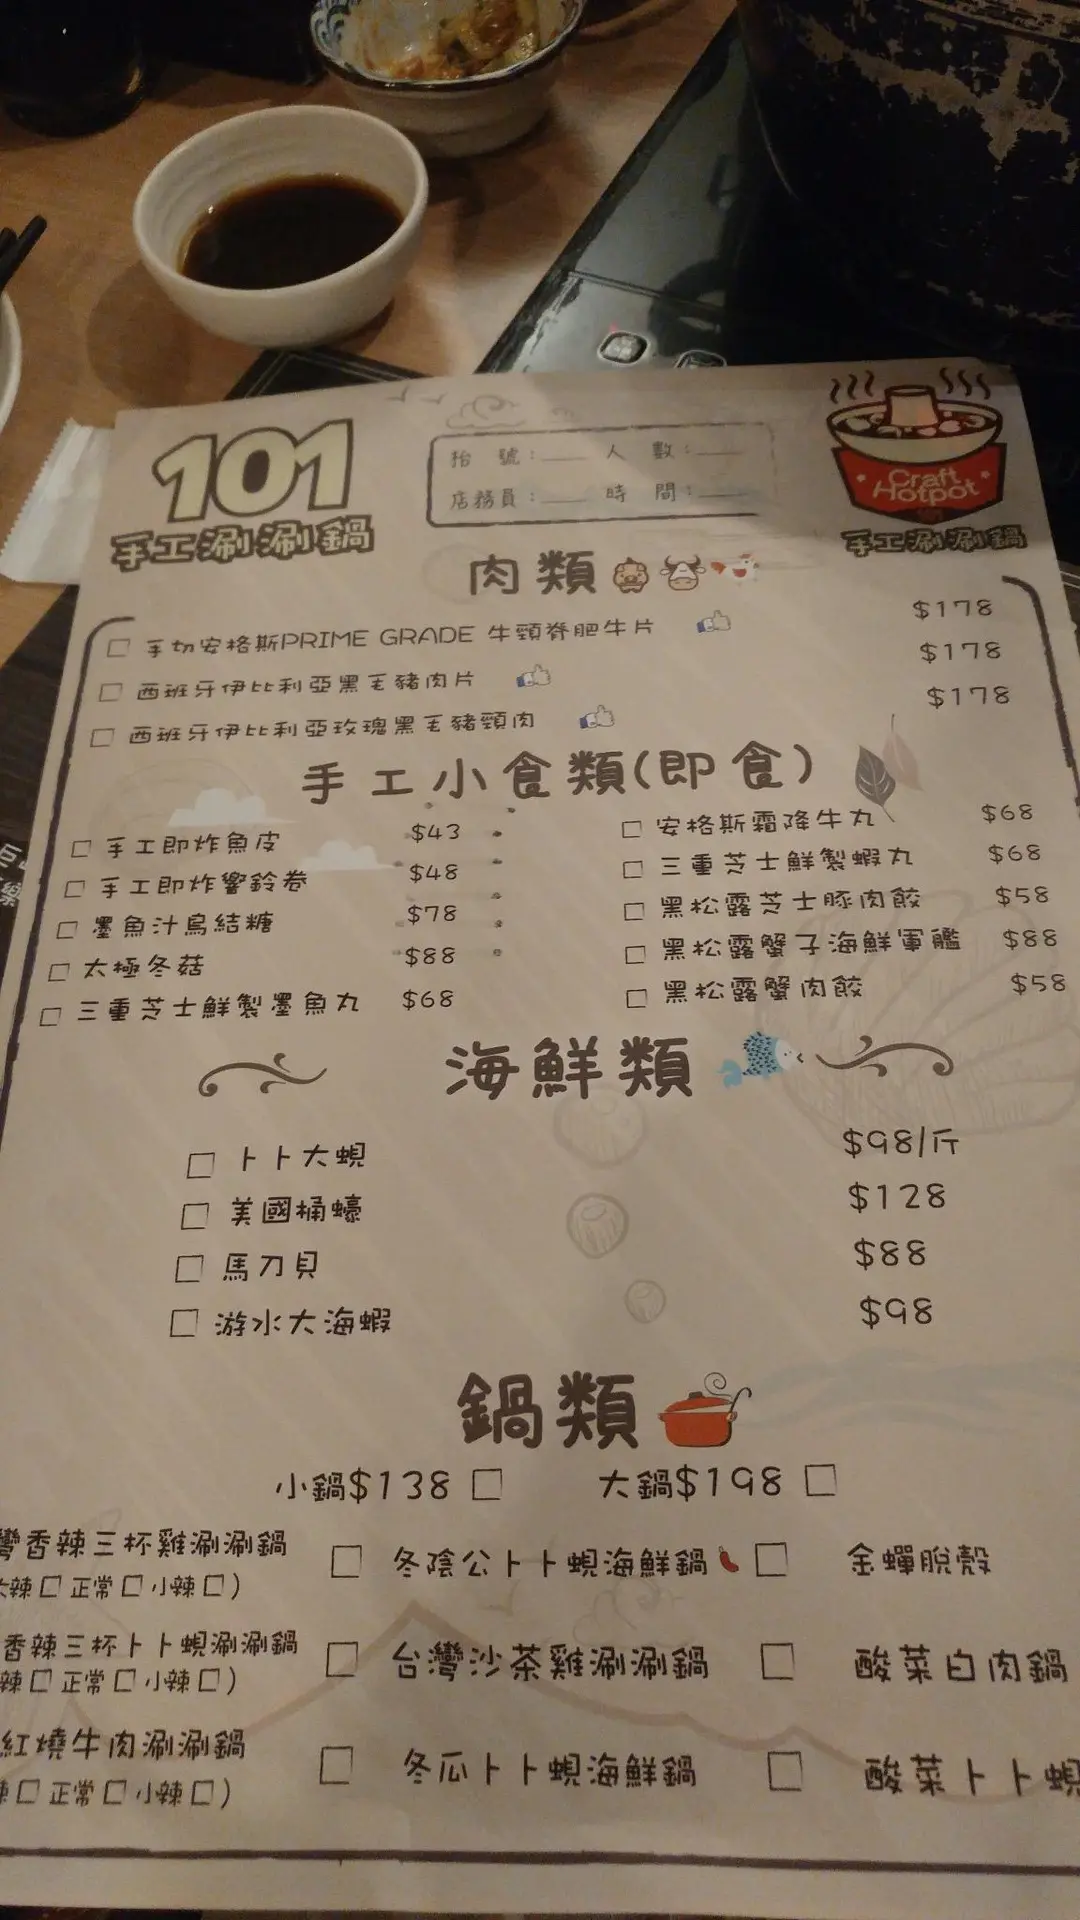 101
手工涮涮鍋
枱 號：___ 人 數：___
店務員：___ 時 間：___
Craft
Hotpot
手工涮涮鍋
肉類
□ 手切安格斯PRIME GRADE 牛頸脊肥牛片 $178
□ 西班牙伊比利亞黑毛豬肉片 $178
□ 西班牙伊比利亞玫瑰黑毛豬頸肉 $178
手工小食類(即食)
□ 手工即炸魚皮 $43
□ 手工即炸響鈴卷 $48
□ 墨魚汁鳥結糖 $78
□ 太極冬菇 $88
□ 三重芝士鮮製墨魚丸 $68
□ 安格斯霜降牛丸 $68
□ 三重芝士鮮製蝦丸 $68
□ 黑松露芝士豚肉餃 $58
□ 黑松露蟹子海鮮軍艦 $88
□ 黑松露蟹肉餃 $58
海鮮類
□ 卜卜大蜆 $98/斤
□ 美國桶蠔 $128
□ 馬刀貝 $88
□ 游水大海蝦 $98
鍋類
小鍋$138 □ 大鍋$198 □
灣香辣三杯雞涮涮鍋 □ 冬陰公卜卜蜆海鮮鍋 □ 金蟬脫殼
大辣□ 正常□ 小辣□)
香辣三杯卜卜蜆涮涮鍋 □ 台灣沙茶雞涮涮鍋 □ 酸菜白肉鍋
辣□ 正常□ 小辣□)
紅燒牛肉涮涮鍋 □ 冬瓜卜卜蜆海鮮鍋 □ 酸菜卜卜蜆
辣□ 正常□ 小辣□)